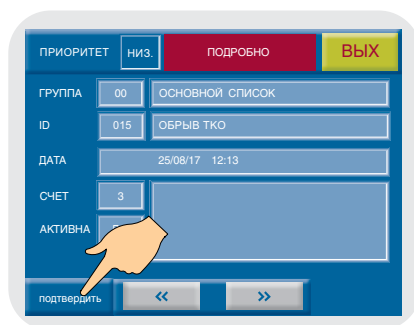 ПРИОРИТЕТ НИЗ. ПОДРОБНО ВЫХ
ГРУППА 00 ОСНОВНОЙ СПИСОК
ID 015 ОБРЫВ ТКО
ДАТА 25/08/17 12:13
СЧЕТ 3
АКТИВНА
подтвердить << >>